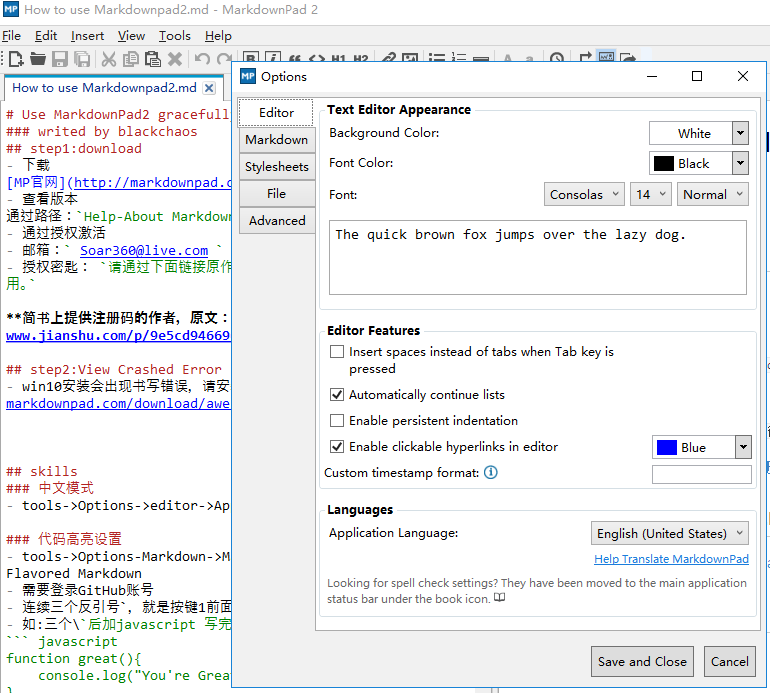 How to use Markdownpad2.md - MarkdownPad 2
File Edit Insert View Tools Help
How to use Markdownpad2.md
# Use MarkdownPad2 gracefully
### writed by blackchaos
## step1:download
- 下载
[MP官网](http://markdownpad.c
- 查看版本
通过路径：`Help-About Markdown
- 通过授权激活
- 邮箱：` Soar360@live.com `
- 授权密匙： `请通过下面链接原作
用。`
**简书上提供注册码的作者，原文：
www.jianshu.com/p/9e5cd94669
## step2:View Crashed Error
- win10安装会出现书写错误，请安
markdownpad.com/download/awe
## skills
### 中文模式
- tools->Options->editor->Ap
### 代码高亮设置
- tools->Options-Markdown->M
Flavored Markdown
- 需要登录GitHub账号
- 连续三个反引号`，就是按键1前面
- 如:三个\`后加javascript 写完
``` javascript
function great(){
console.log("You're Grea
}
Options
Editor
Markdown
Stylesheets
File
Advanced
Text Editor Appearance
Background Color: White
Font Color: Black
Font: Consolas 14 Normal
The quick brown fox jumps over the lazy dog.
Editor Features
Insert spaces instead of tabs when Tab key is
pressed
Automatically continue lists
Enable persistent indentation
Enable clickable hyperlinks in editor Blue
Custom timestamp format:
Languages
Application Language: English (United States)
Help Translate MarkdownPad
Looking for spell check settings? They have been moved to the main application
status bar under the book icon.
Save and Close Cancel